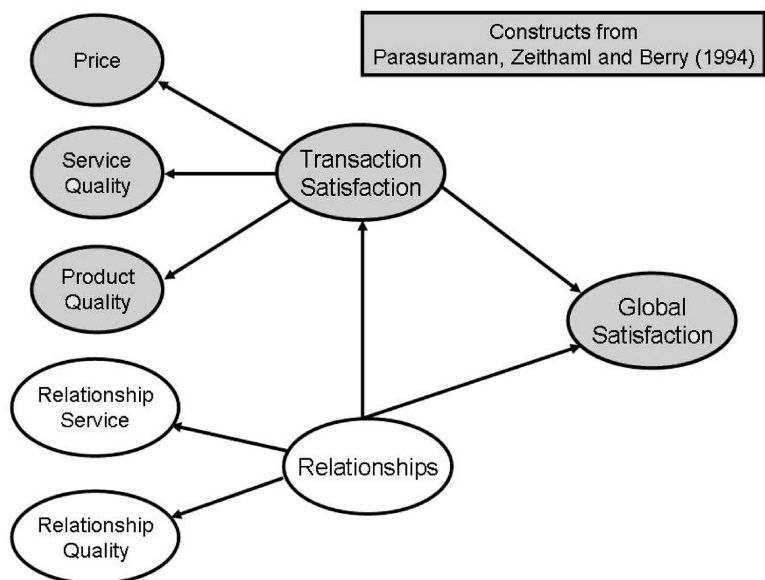 Constructs from
Parasuraman, Zeithaml and Berry (1994)
Price
Service
Quality
Transaction
Satisfaction
Product
Quality
Global
Satisfaction
Relationship
Service
Relationships
Relationship
Quality